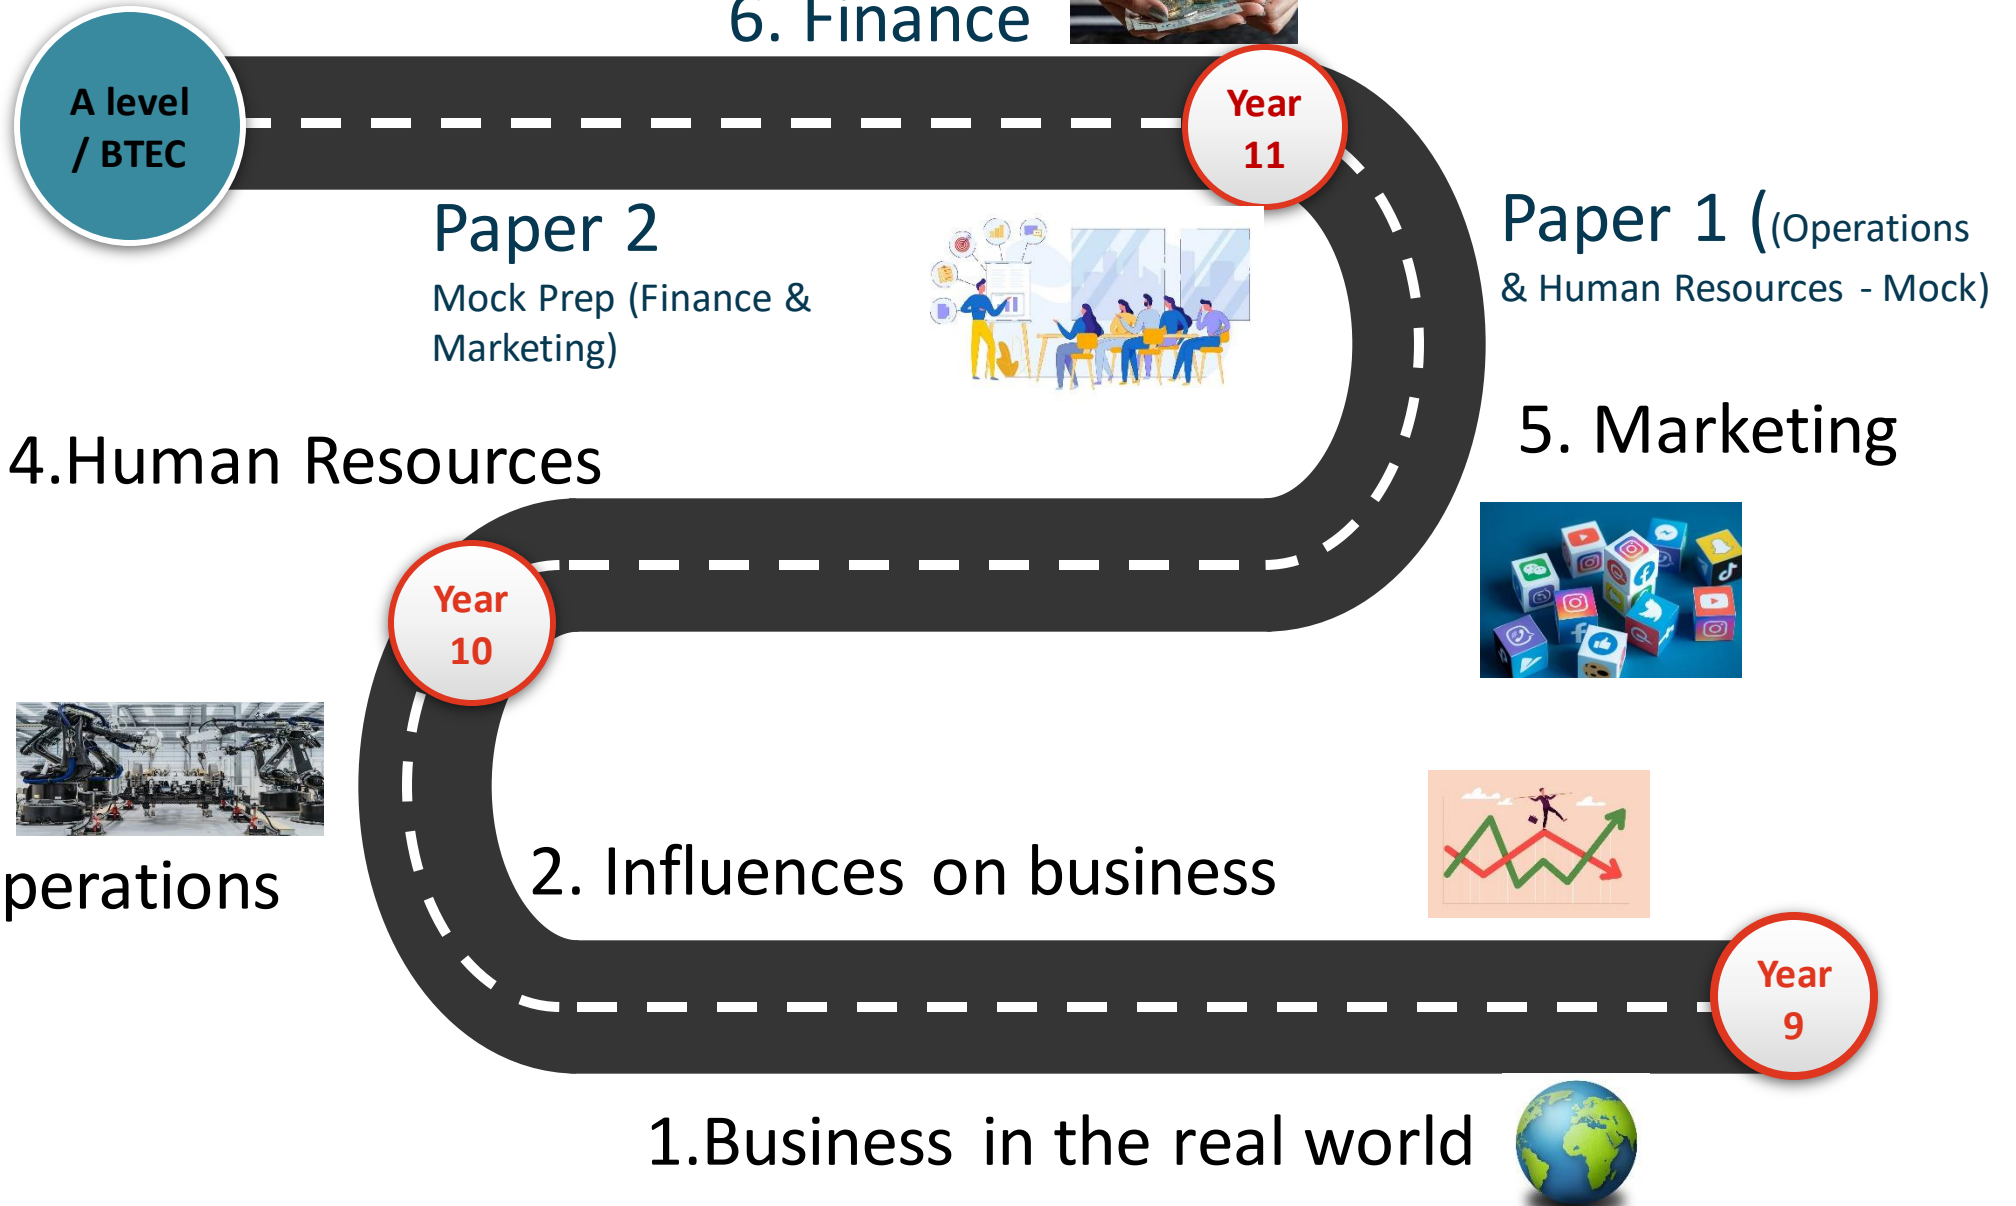 6. Finance
A level
/ BTEC
Year
11
Paper 2
Mock Prep (Finance &
Marketing)
Paper 1 ((Operations
& Human Resources - Mock)
4.Human Resources
5. Marketing
Year
10
perations
2. Influences on business
Year
9
1.Business in the real world